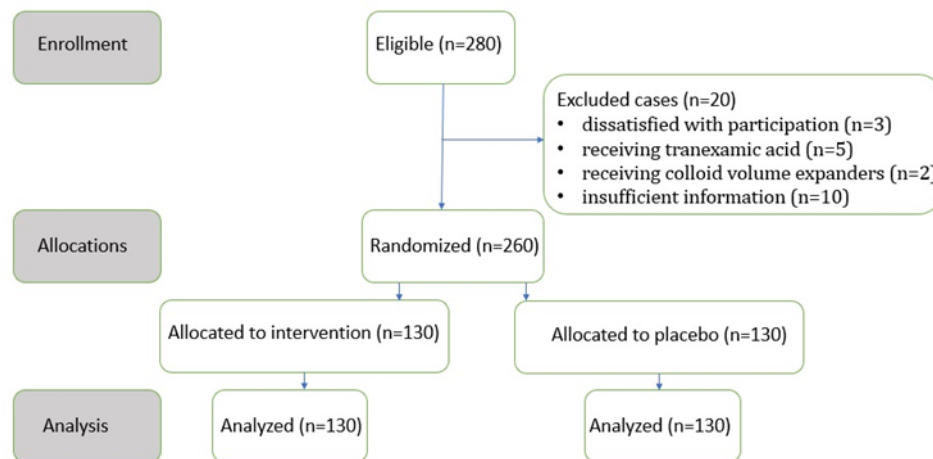 Enrollment
Eligible (n=280)
Excluded cases (n=20)
• dissatisfied with participation (n=3)
• receiving tranexamic acid (n=5)
• receiving colloid volume expanders (n=2)
• insufficient information (n=10)
Allocations
Randomized (n=260)
Allocated to intervention (n=130)
Allocated to placebo (n=130)
Analysis
Analyzed (n=130)
Analyzed (n=130)